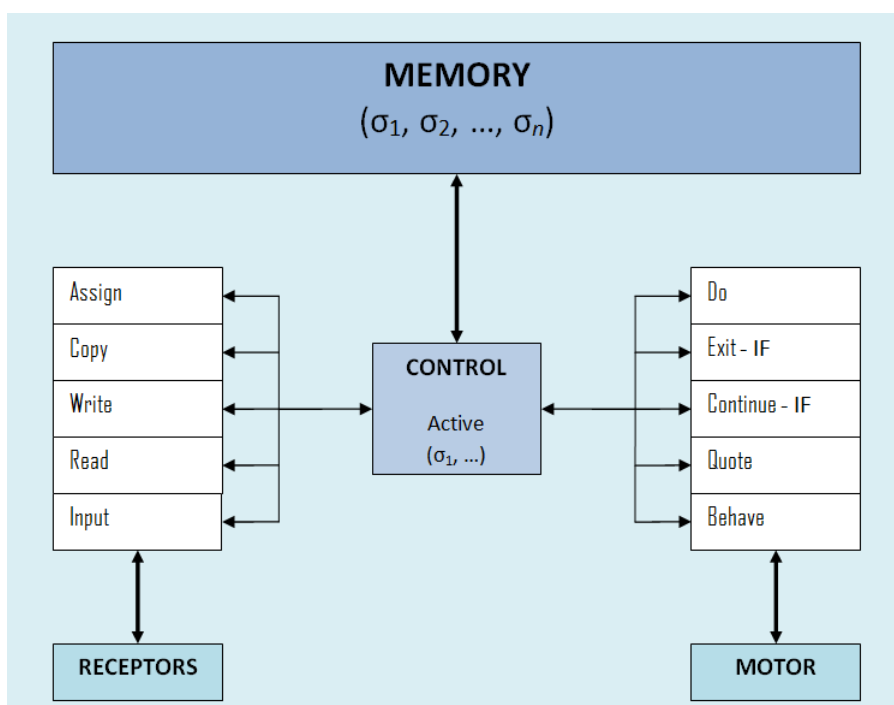 MEMORY
(σ₁, σ₂, ..., σₙ)
Assign
Copy
Write
Read
Input
CONTROL
Active
(σ₁, ...)
Do
Exit - IF
Continue - IF
Quote
Behave
RECEPTORS
MOTOR